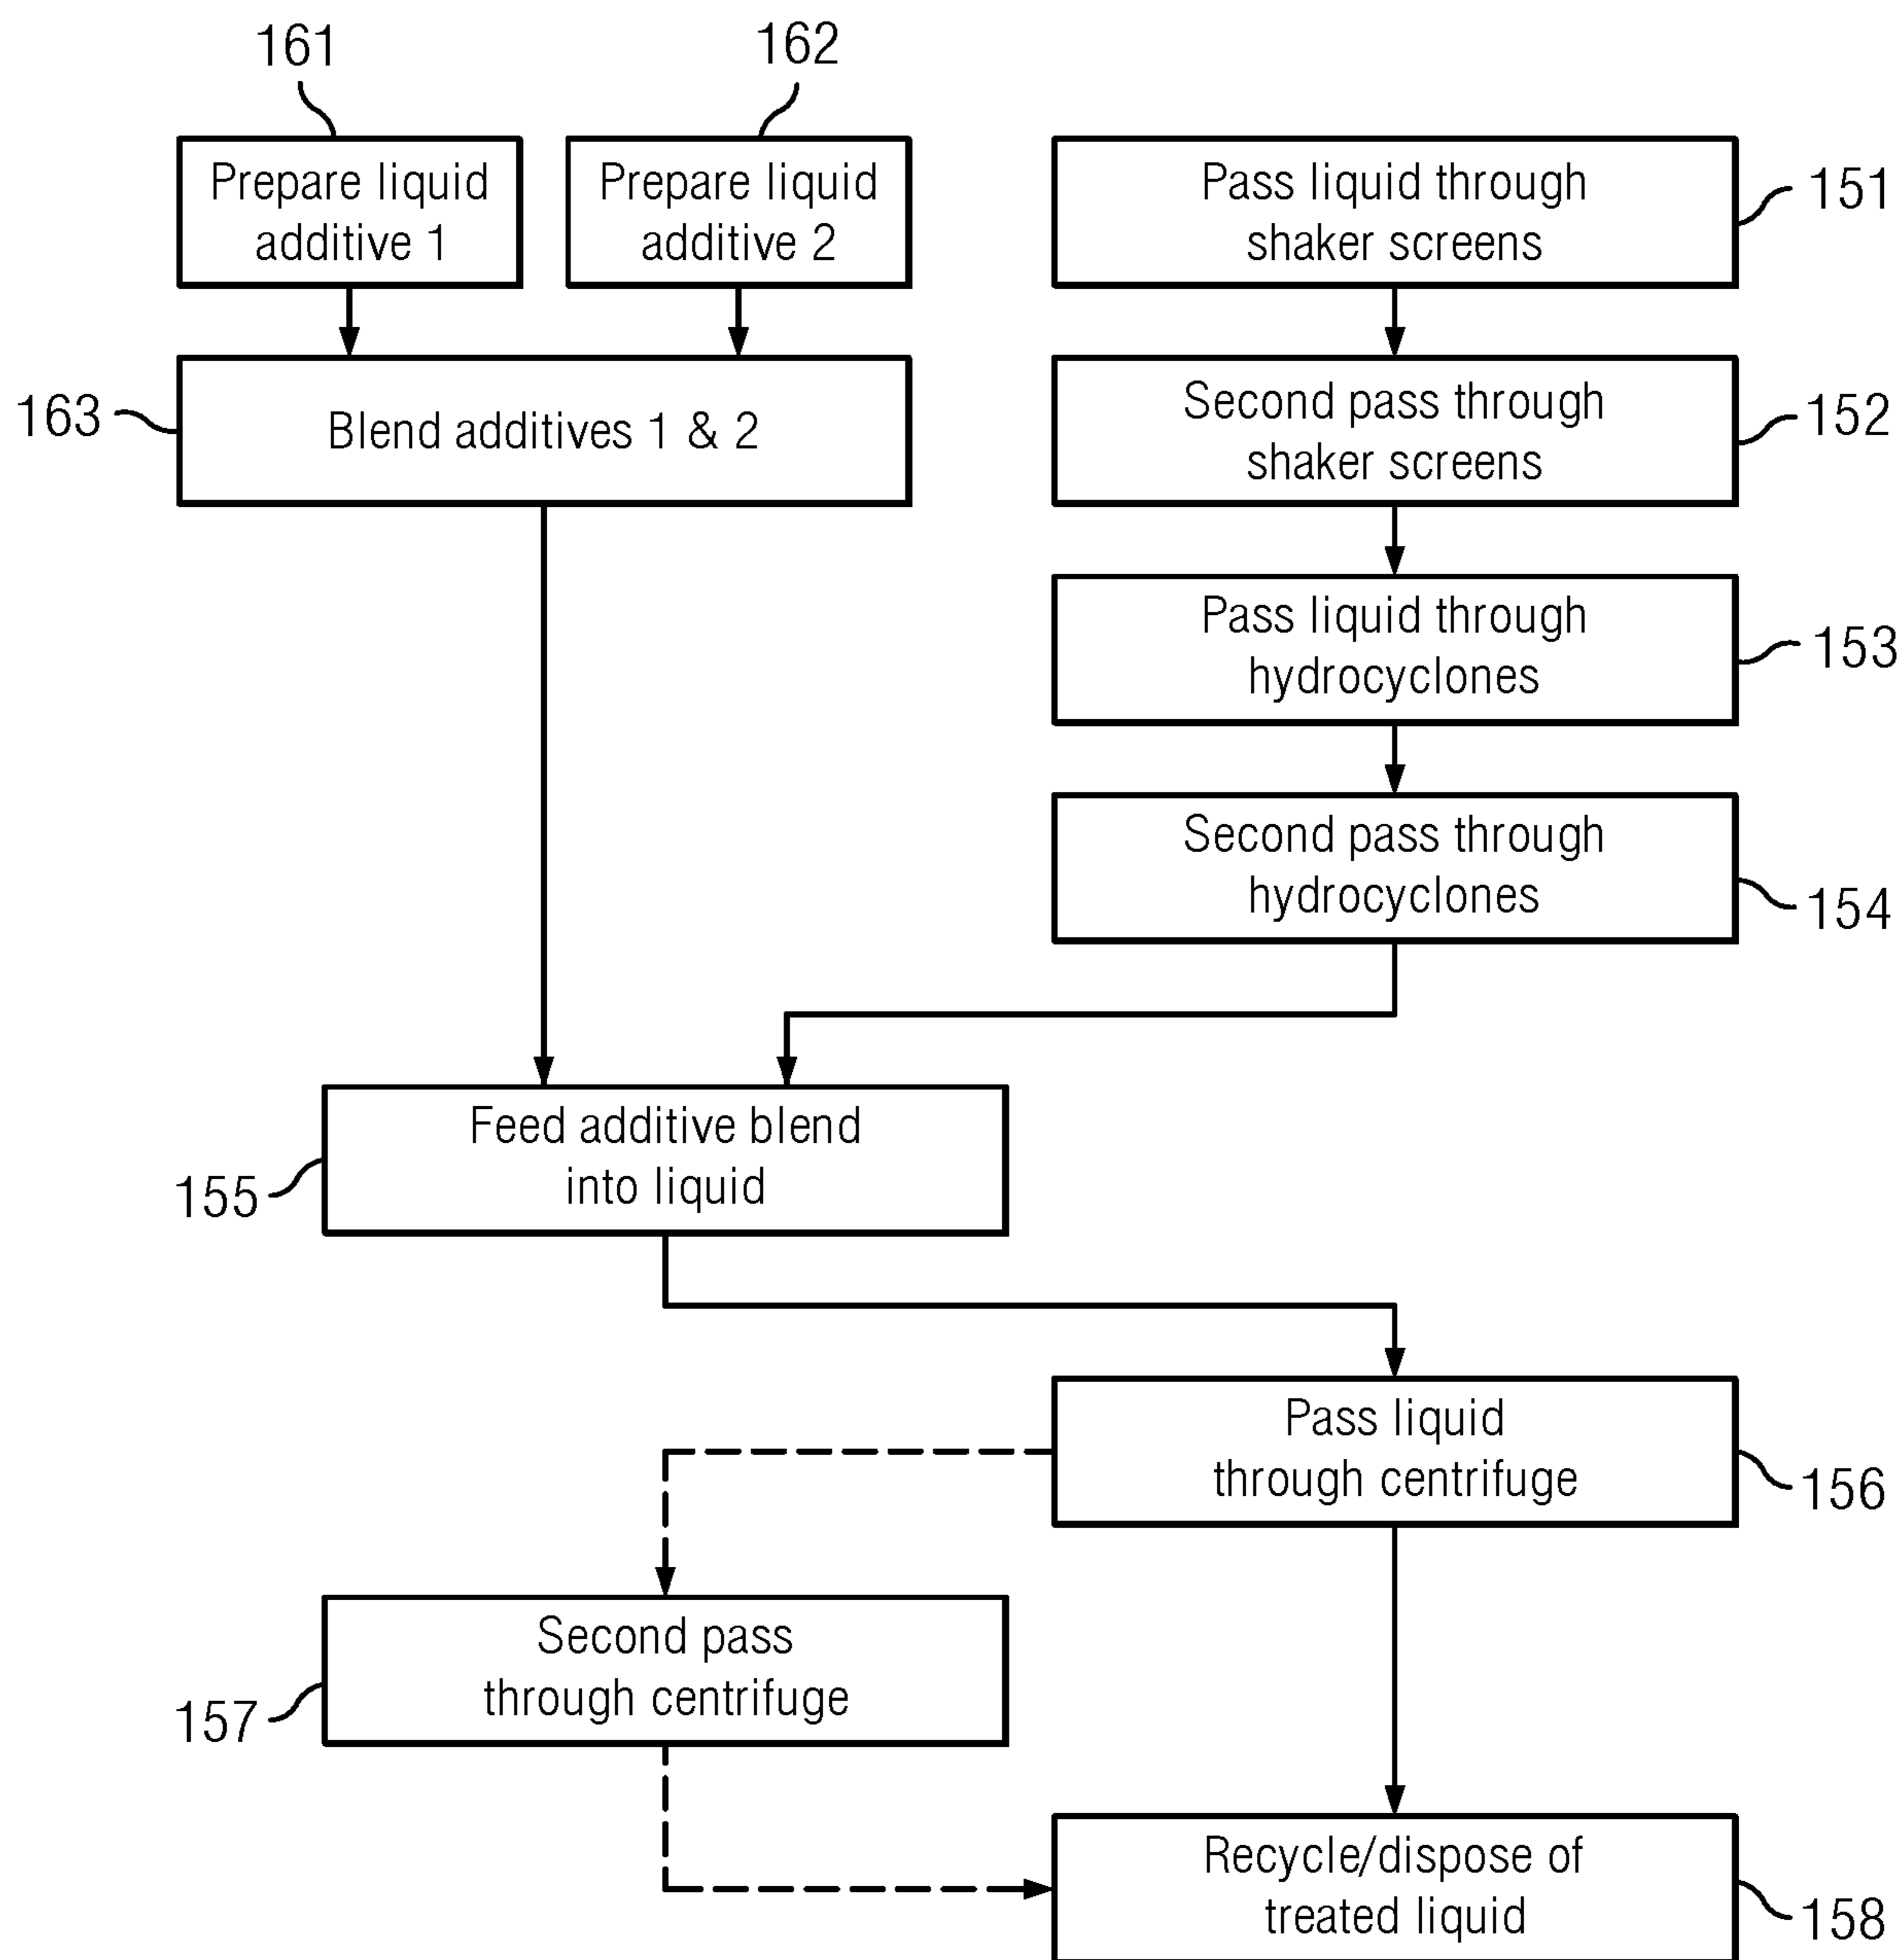 161
162
Prepare liquid
additive 1
Prepare liquid
additive 2
Pass liquid through
shaker screens
151
163
Blend additives 1 & 2
Second pass through
shaker screens
152
Pass liquid through
hydrocyclones
153
Second pass through
hydrocyclones
154
Feed additive blend
into liquid
155
Pass liquid
through centrifuge
156
Second pass
through centrifuge
157
Recycle/dispose of
treated liquid
158